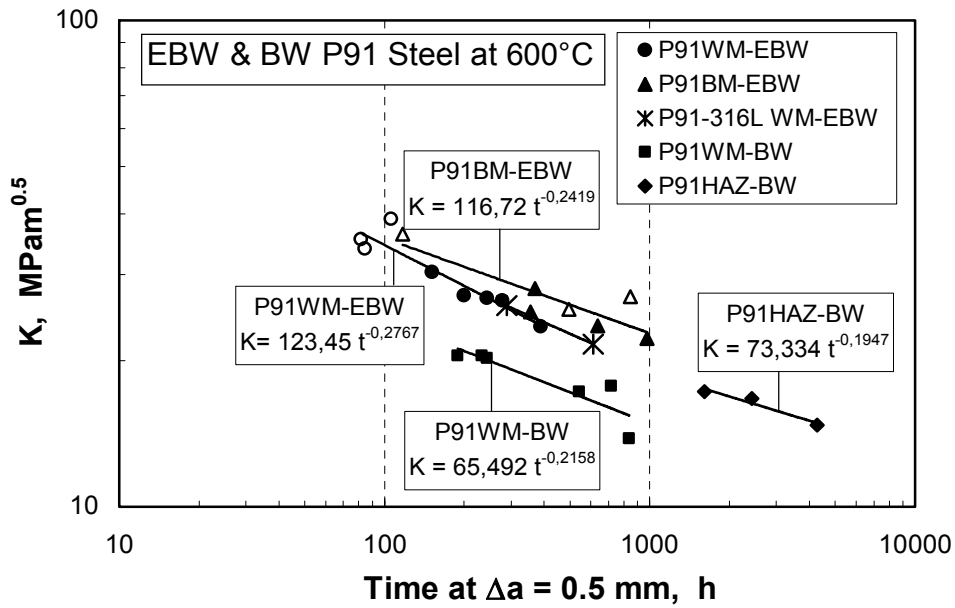 100
EBW & BW P91 Steel at 600°C
P91WM-EBW
P91BM-EBW
P91-316L WM-EBW
P91WM-BW
P91HAZ-BW
P91BM-EBW
K = 116,72 t^-0,2419
P91WM-EBW
K= 123,45 t^-0,2767
P91HAZ-BW
K = 73,334 t^-0,1947
P91WM-BW
K = 65,492 t^-0,2158
K, MPam^0.5
10
10 100 1000 10000
Time at Δa = 0.5 mm, h